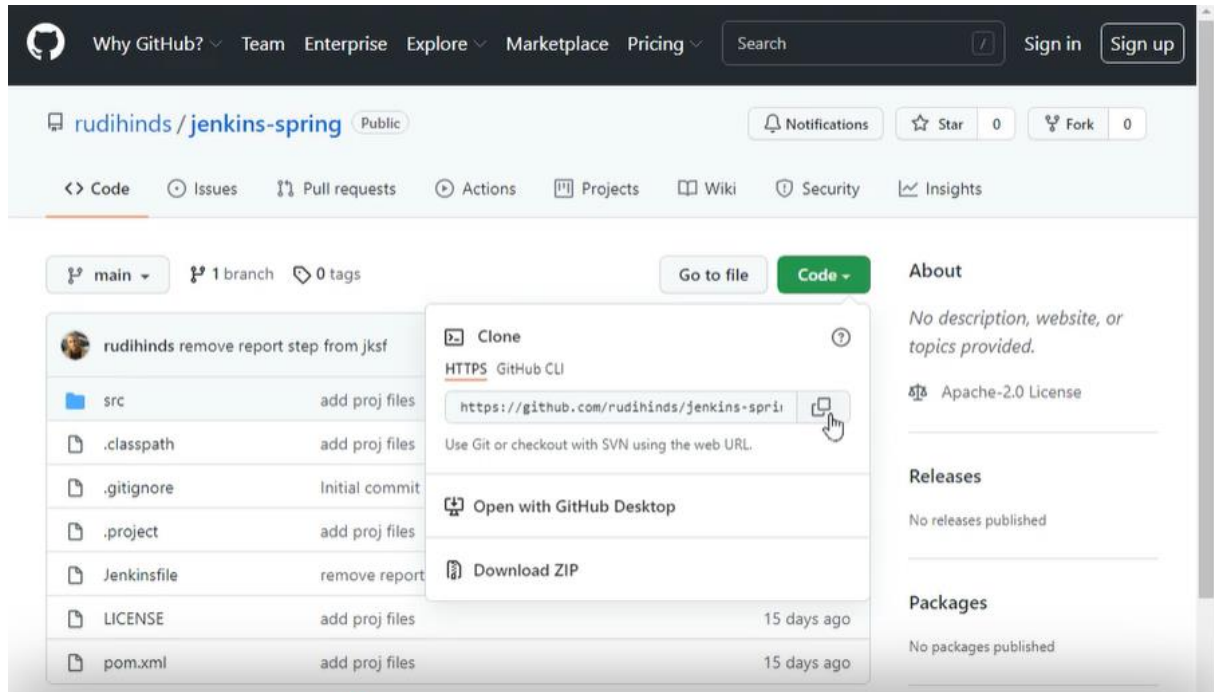 Why GitHub? Team Enterprise Explore Marketplace Pricing Search / Sign in Sign up
rudihinds / jenkins-spring Public Notifications Star 0 Fork 0
<> Code Issues Pull requests Actions Projects Wiki Security Insights
main 1 branch 0 tags Go to file Code
rudihinds remove report step from jksf
src add proj files
.classpath add proj files
.gitignore Initial commit
.project add proj files
Jenkinsfile remove report
LICENSE add proj files 15 days ago
pom.xml add proj files 15 days ago
Clone ?
HTTPS GitHub CLI
https://github.com/rudihinds/jenkins-spri
Use Git or checkout with SVN using the web URL.
Open with GitHub Desktop
Download ZIP
About
No description, website, or
topics provided.
Apache-2.0 License
Releases
No releases published
Packages
No packages published